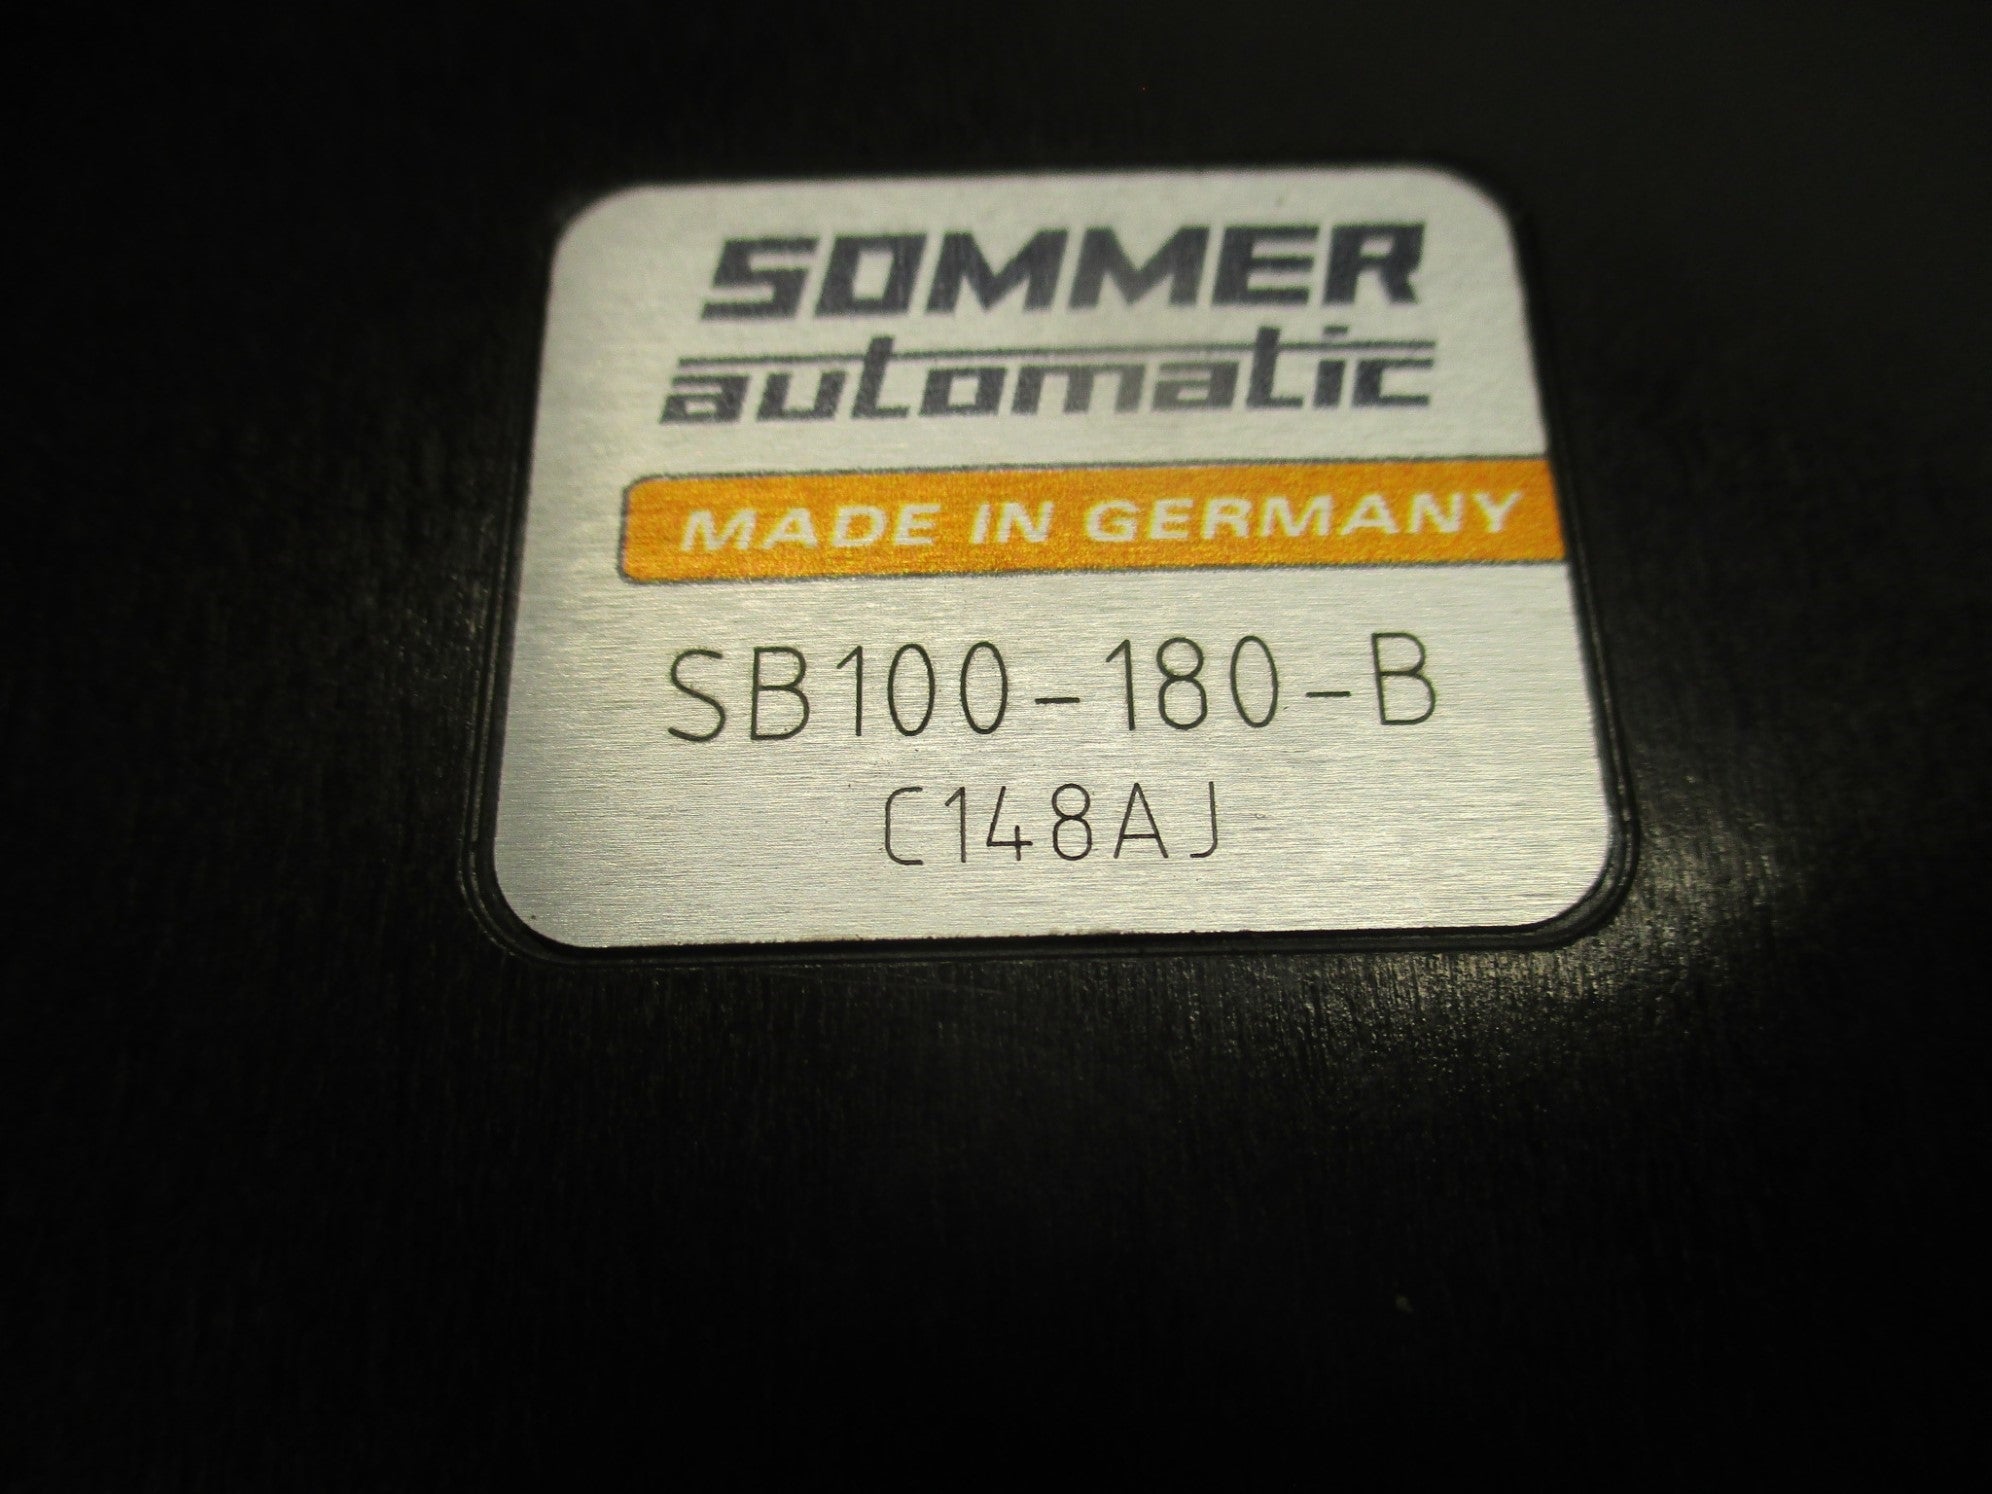 SOMMER
automatic
MADE IN GERMANY
SB100-180-B
C148AJ